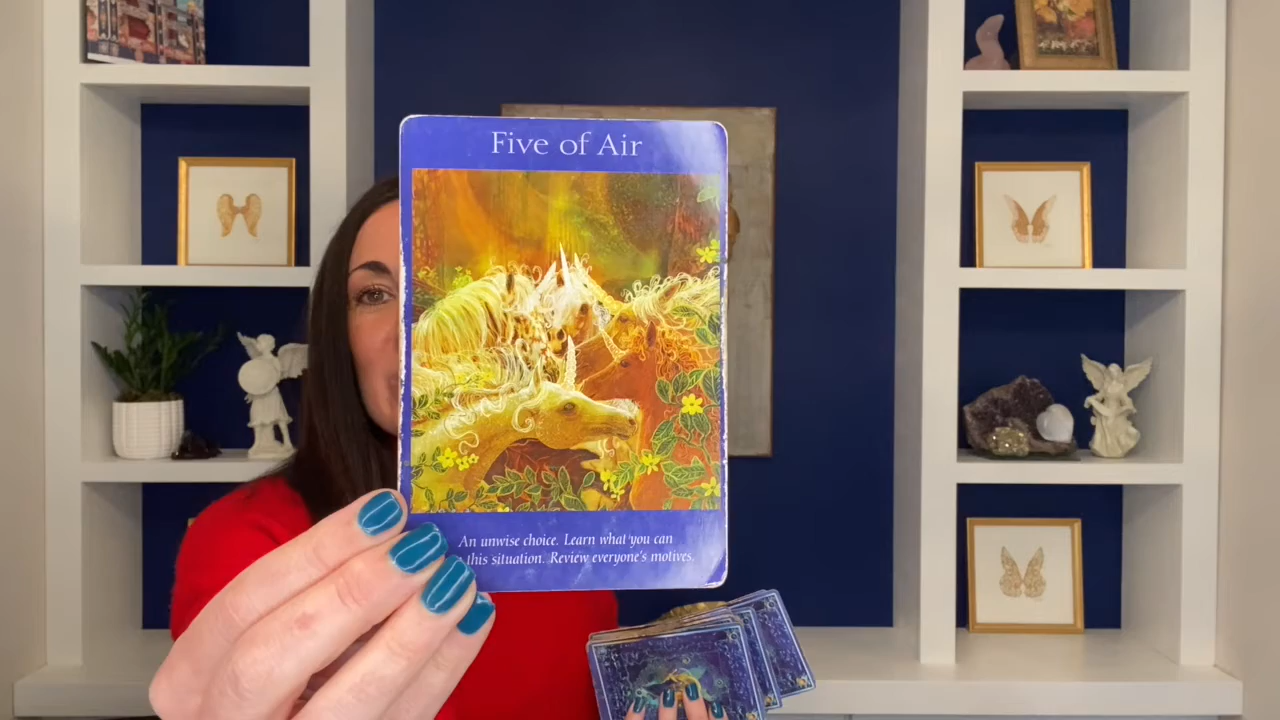 Five of Air
An unwise choice. Learn what you can
this situation. Review everyone's motives.